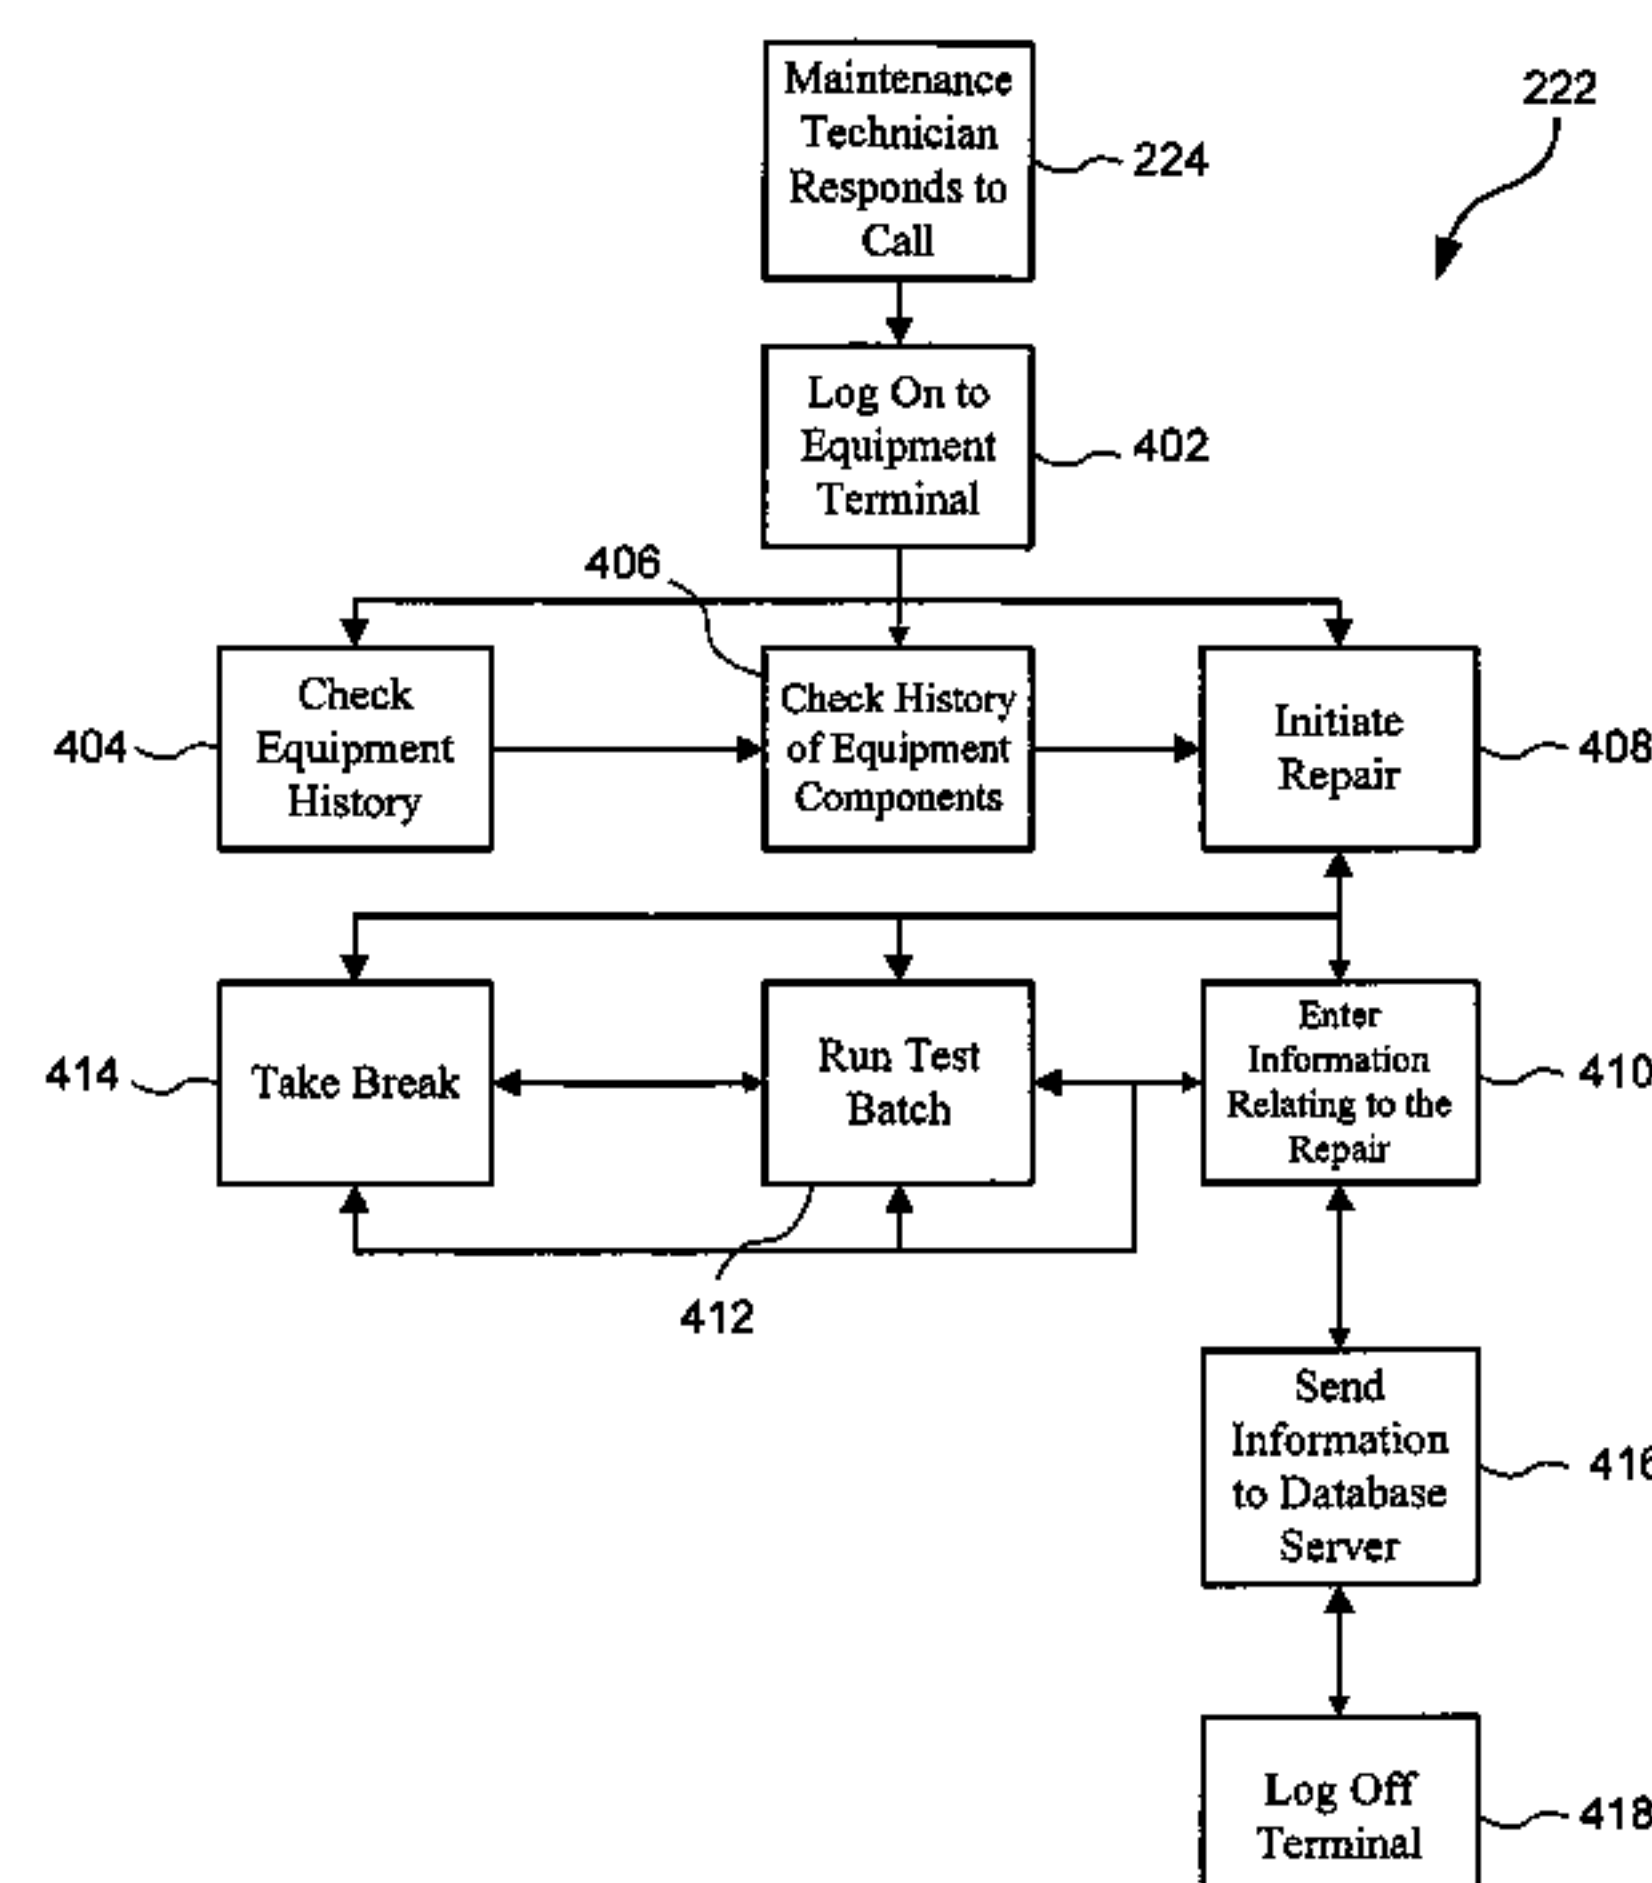 Maintenance
Technician
Responds to
Call
224
222
Log On to
Equipment
Terminal
402
406
Check
Equipment
History
404
Check History
of Equipment
Components
Initiate
Repair
408
Take Break
414
Run Test
Batch
412
Enter
Information
Relating to the
Repair
410
Send
Information
to Database
Server
416
Log Off
Terminal
418